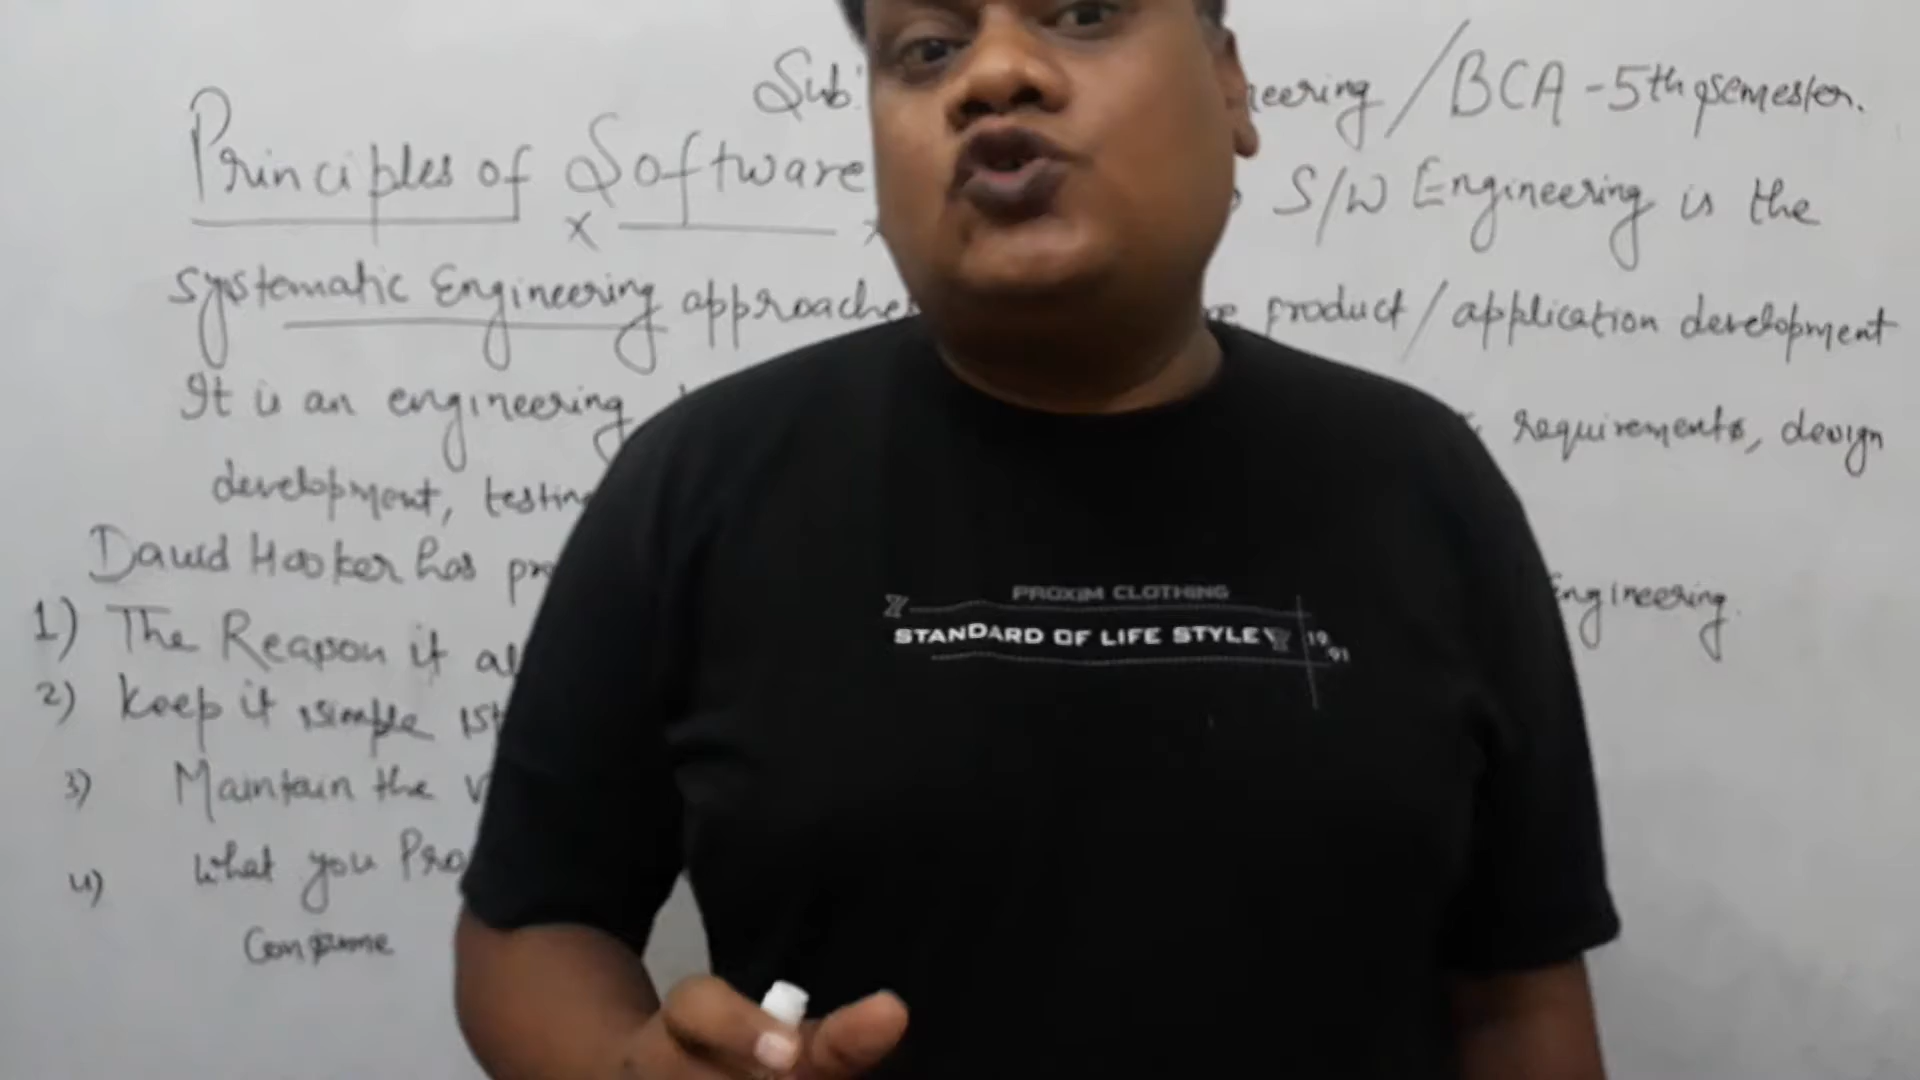 Sub: neering / BCA - 5th semester.
Principles of Software S/W Engineering is the
systematic Engineering approaches product / application development
It is an engineering requirements, design
development, testing
David Hooker has pr Engineering.
1) The Reason it al
2) Keep it simple st
3) Maintain the V
4) What you Pro
Consume
PROXIM CLOTHING
STANDARD OF LIFE STYLE
19
91